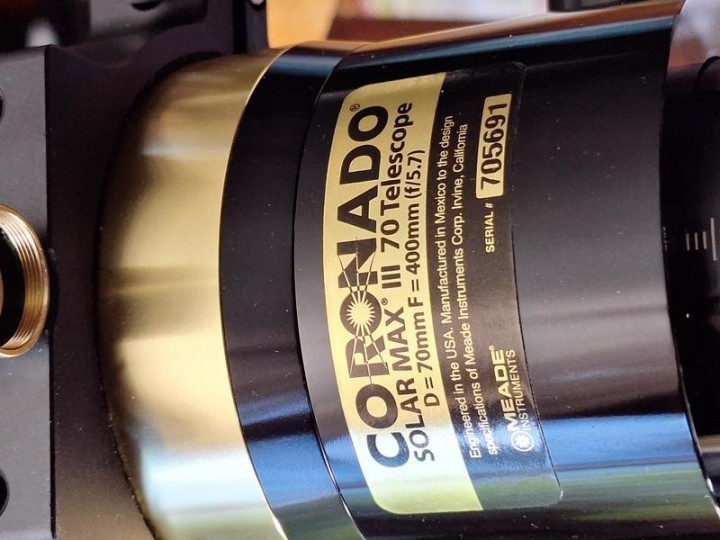 CORONADO®
SOLAR MAX® III 70 Telescope
D = 70mm F = 400mm (f/5.7)
Engineered in the USA. Manufactured in Mexico to the design
specifications of Meade Instruments Corp. Irvine, California
MEADE®
INSTRUMENTS
SERIAL # 705691